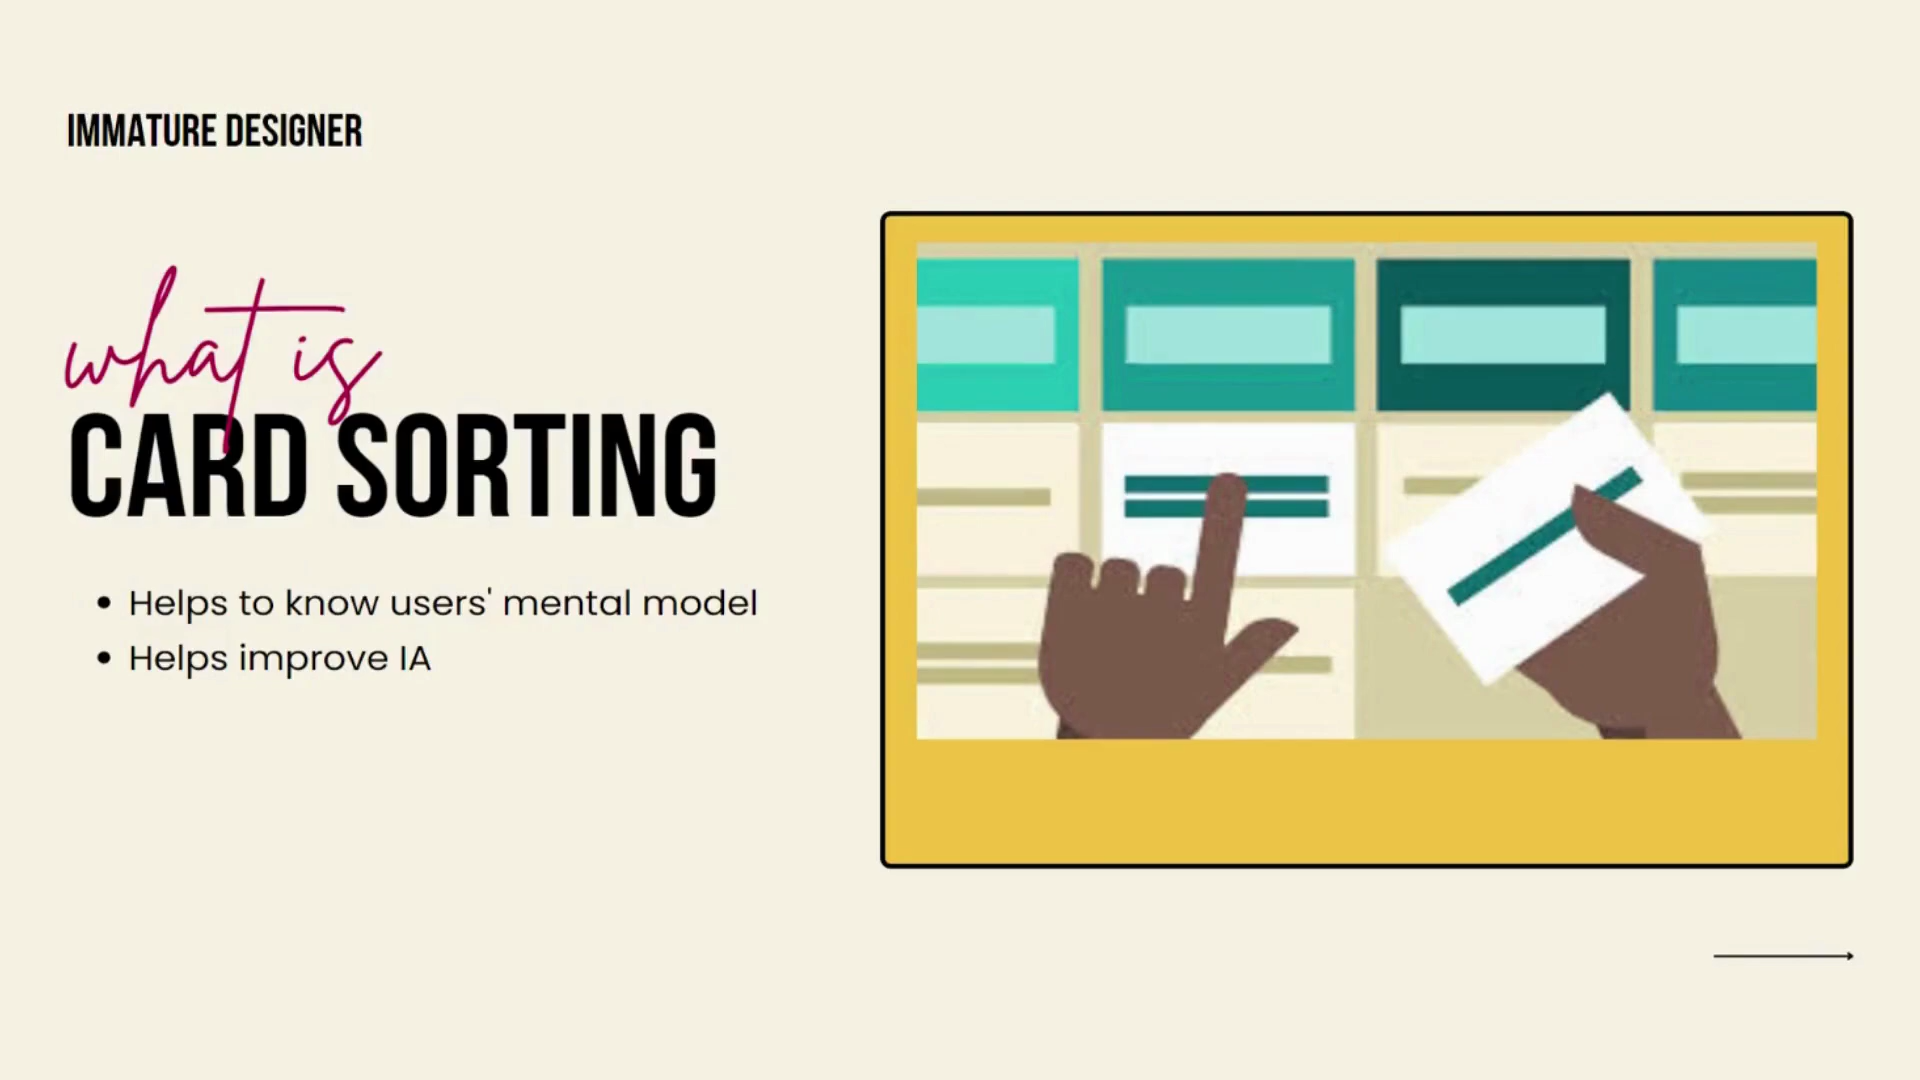 IMMATURE DESIGNER
what is
CARD SORTING
• Helps to know users' mental model
• Helps improve IA